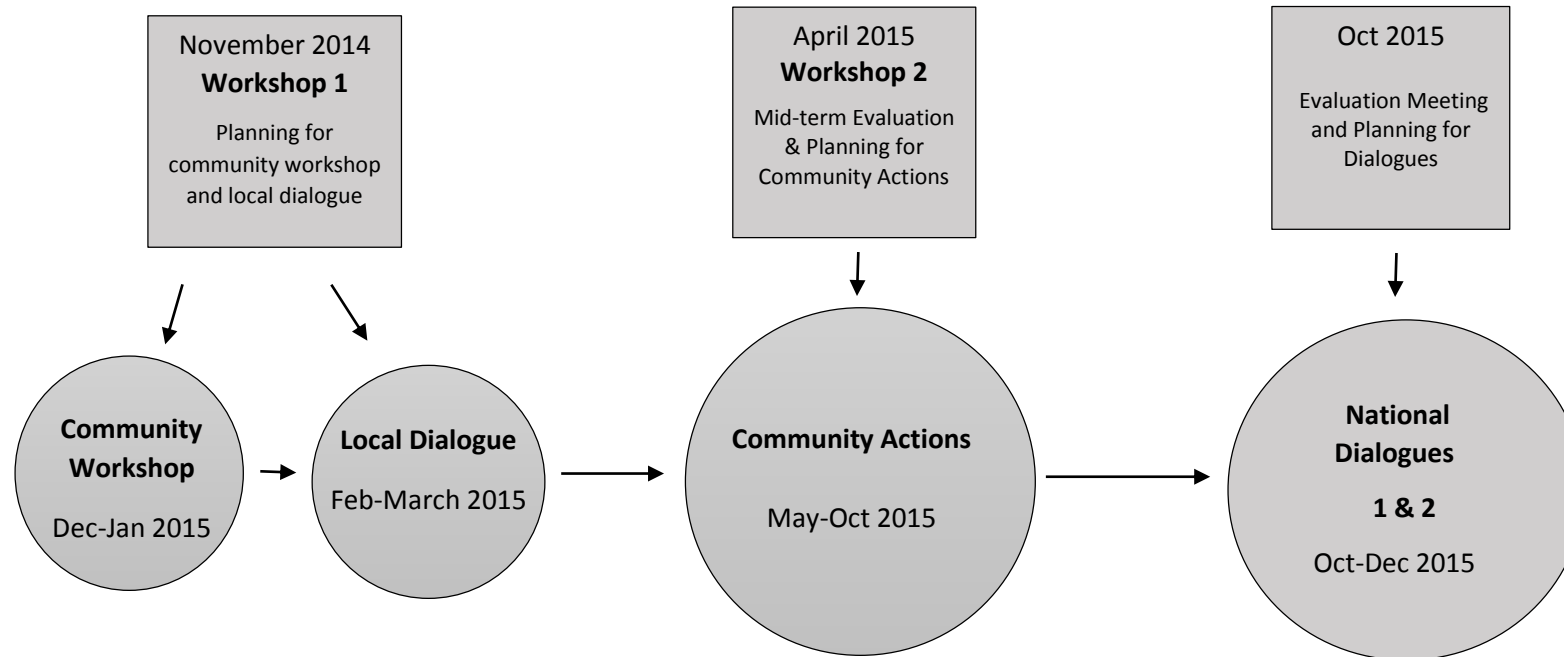 November 2014
Workshop 1
Planning for
community workshop
and local dialogue
April 2015
Workshop 2
Mid-term Evaluation
& Planning for
Community Actions
Oct 2015
Evaluation Meeting
and Planning for
Dialogues
Community
Workshop
Dec-Jan 2015
Local Dialogue
Feb-March 2015
Community Actions
May-Oct 2015
National
Dialogues
1 & 2
Oct-Dec 2015